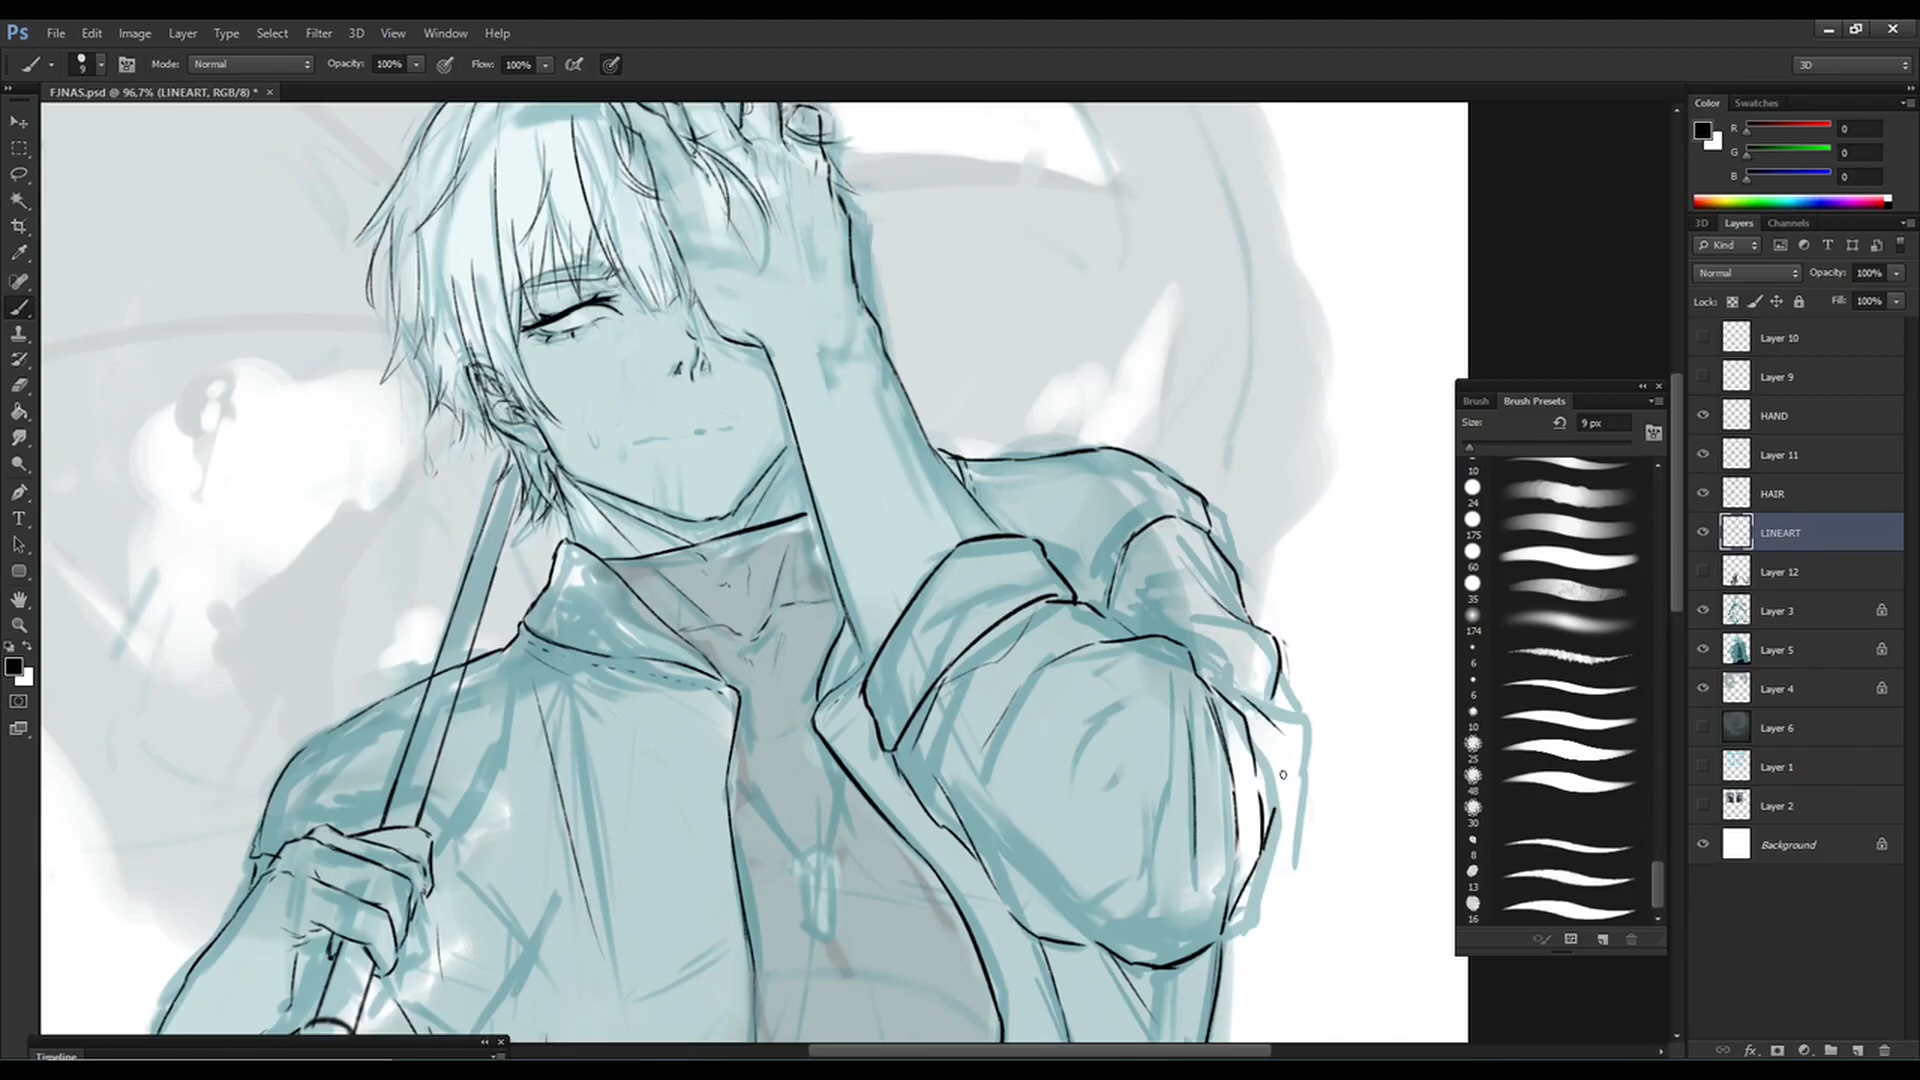 Ps File Edit Image Layer Type Select Filter 3D View Window Help
9 Mode: Normal Opacity: 100% Flow: 100% 3D
FJNAS.psd @ 96,7% (LINEART, RGB/8) * ×
Color Swatches
R 0
G 0
B 0
3D Layers Channels
Kind
Normal Opacity: 100%
Lock: Fill: 100%
Layer 10
Layer 9
HAND
Layer 11
HAIR
LINEART
Layer 12
Layer 3
Layer 5
Layer 4
Layer 6
Layer 1
Layer 2
Background
Brush Brush Presets
Size: 9 px
10
24
175
60
35
174
6
6
10
25
48
30
8
13
16
Timeline